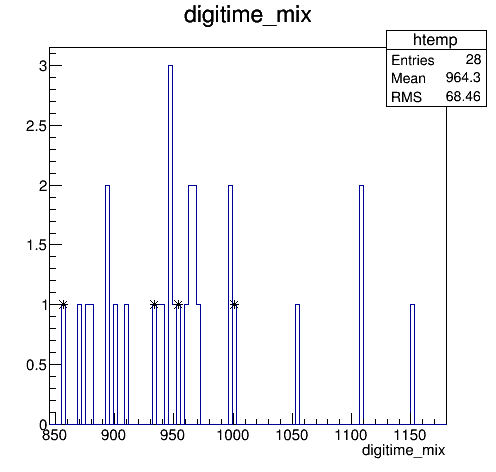 digitime_mix
htemp
Entries 28
Mean 964.3
RMS 68.46
3
2.5
2
1.5
1
0.5
0
850 900 950 1000 1050 1100 1150
digitime_mix